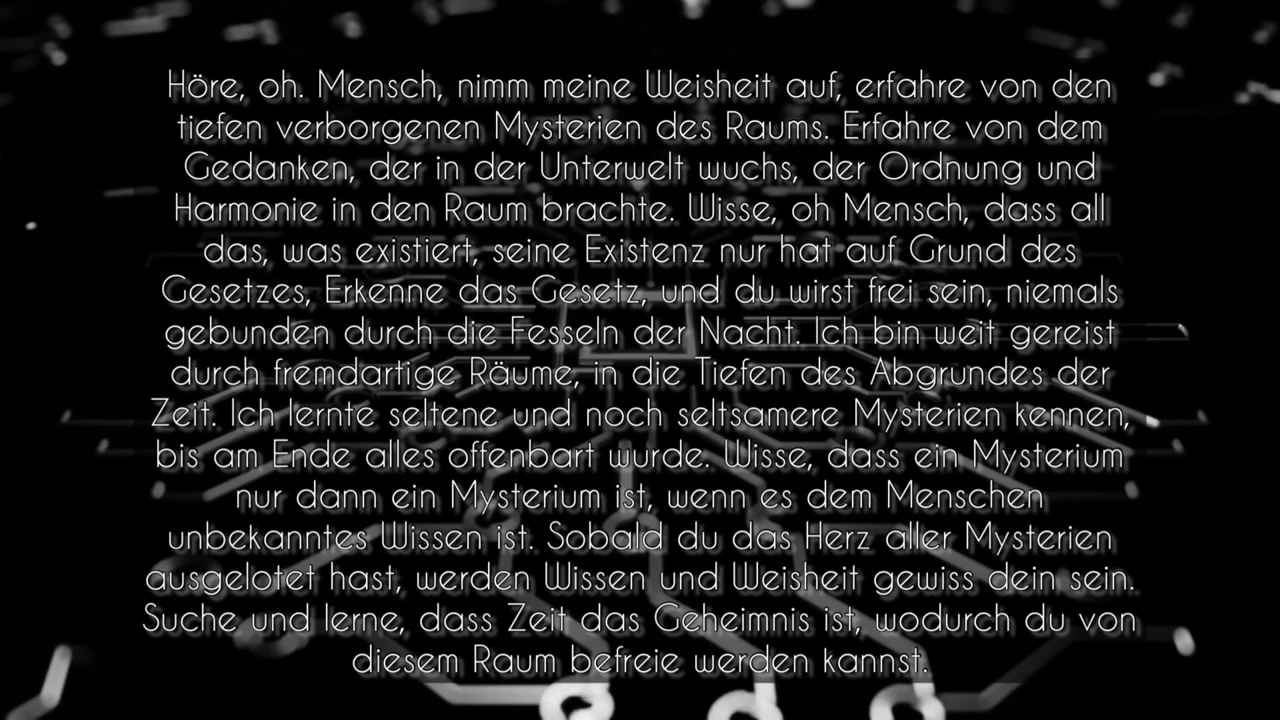 Höre, oh. Mensch, nimm meine Weisheit auf, erfahre von den
tiefen verborgenen Mysterien des Raums. Erfahre von dem
Gedanken, der in der Unterwelt wuchs, der Ordnung und
Harmonie in den Raum brachte. Wisse, oh Mensch, dass all
das, was existiert, seine Existenz nur hat auf Grund des
Gesetzes, Erkenne das Gesetz, und du wirst frei sein, niemals
gebunden durch die Fesseln der Nacht. Ich bin weit gereist
durch fremdartige Räume, in die Tiefen des Abgrundes der
Zeit. Ich lernte seltene und noch seltsamere Mysterien kennen,
bis am Ende alles offenbart wurde. Wisse, dass ein Mysterium
nur dann ein Mysterium ist, wenn es dem Menschen
unbekanntes Wissen ist. Sobald du das Herz aller Mysterien
ausgelotet hast, werden Wissen und Weisheit gewiss dein sein.
Suche und lerne, dass Zeit das Geheimnis ist, wodurch du von
diesem Raum befreie werden kannst.